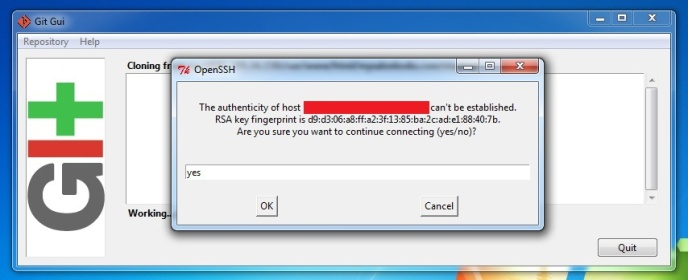 Git Gui
Repository Help
Cloning fr
OpenSSH
The authenticity of host can't be established.
RSA key fingerprint is d9:d3:06:a8:ff:a2:3f:13:85:ba:2c:ad:e1:88:40:7b.
Are you sure you want to continue connecting (yes/no)?
yes
OK Cancel
Working..
Quit
Git